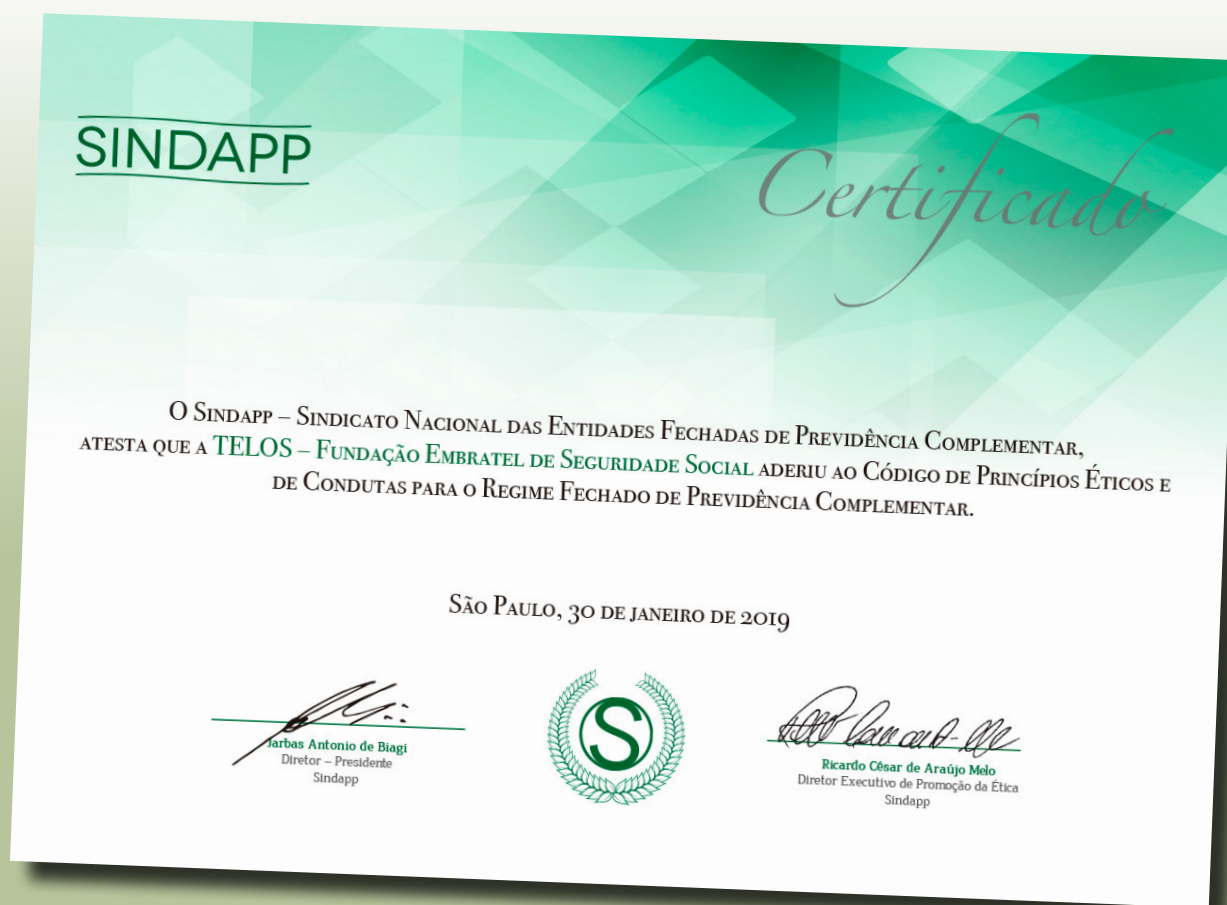 SINDAPP
Certificado
O Sindapp – Sindicato Nacional das Entidades Fechadas de Previdência Complementar,
atesta que a TELOS – Fundação Embratel de Seguridade Social aderiu ao Código de Princípios Éticos e
de Condutas para o Regime Fechado de Previdência Complementar.
São Paulo, 30 de janeiro de 2019
Jarbas Antonio de Biagi
Diretor – Presidente
Sindapp
S
Ricardo César de Araújo Melo
Diretor Executivo de Promoção da Ética
Sindapp